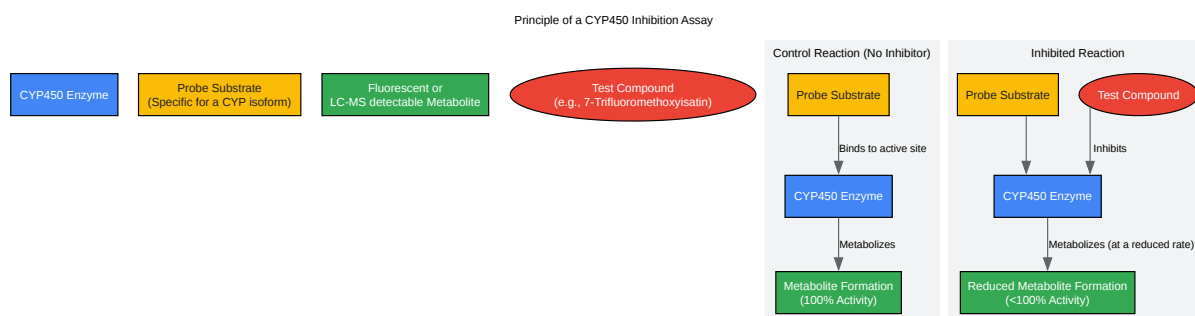 Principle of a CYP450 Inhibition Assay
CYP450 Enzyme
Probe Substrate
(Specific for a CYP isoform)
Fluorescent or
LC-MS detectable Metabolite
Test Compound
(e.g., 7-Trifluoromethoxyisatin)
Control Reaction (No Inhibitor)
Probe Substrate
Binds to active site
CYP450 Enzyme
Metabolizes
Metabolite Formation
(100% Activity)
Inhibited Reaction
Probe Substrate
Test Compound
Inhibits
CYP450 Enzyme
Metabolizes (at a reduced rate)
Reduced Metabolite Formation
(<100% Activity)